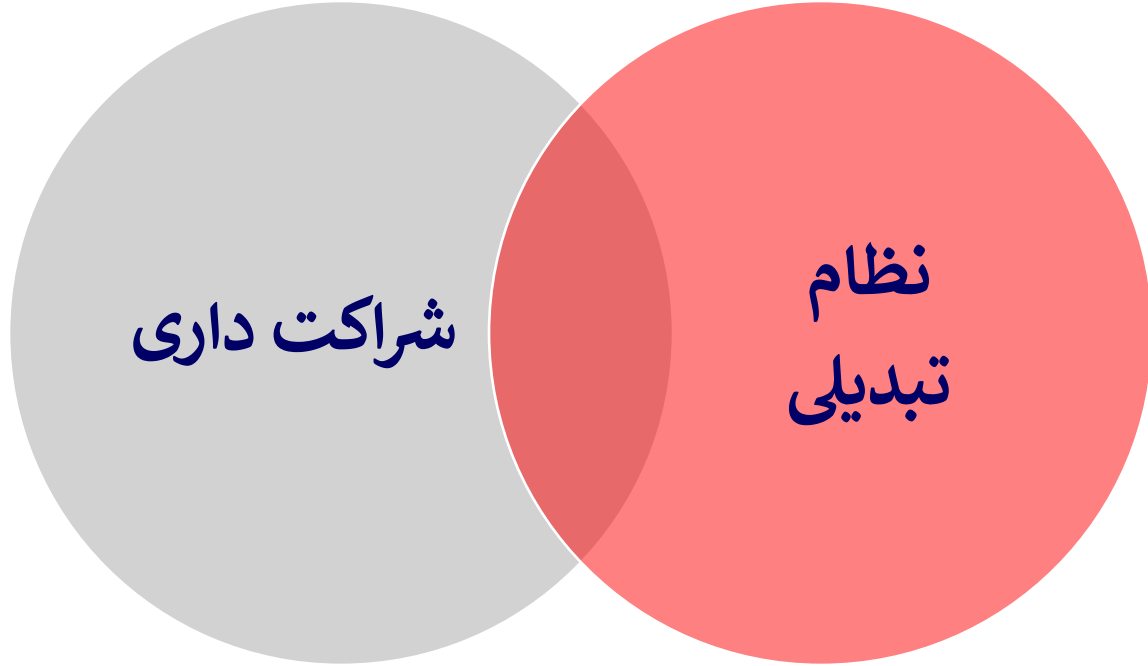 نظام
تبدیلی
شراکت داری